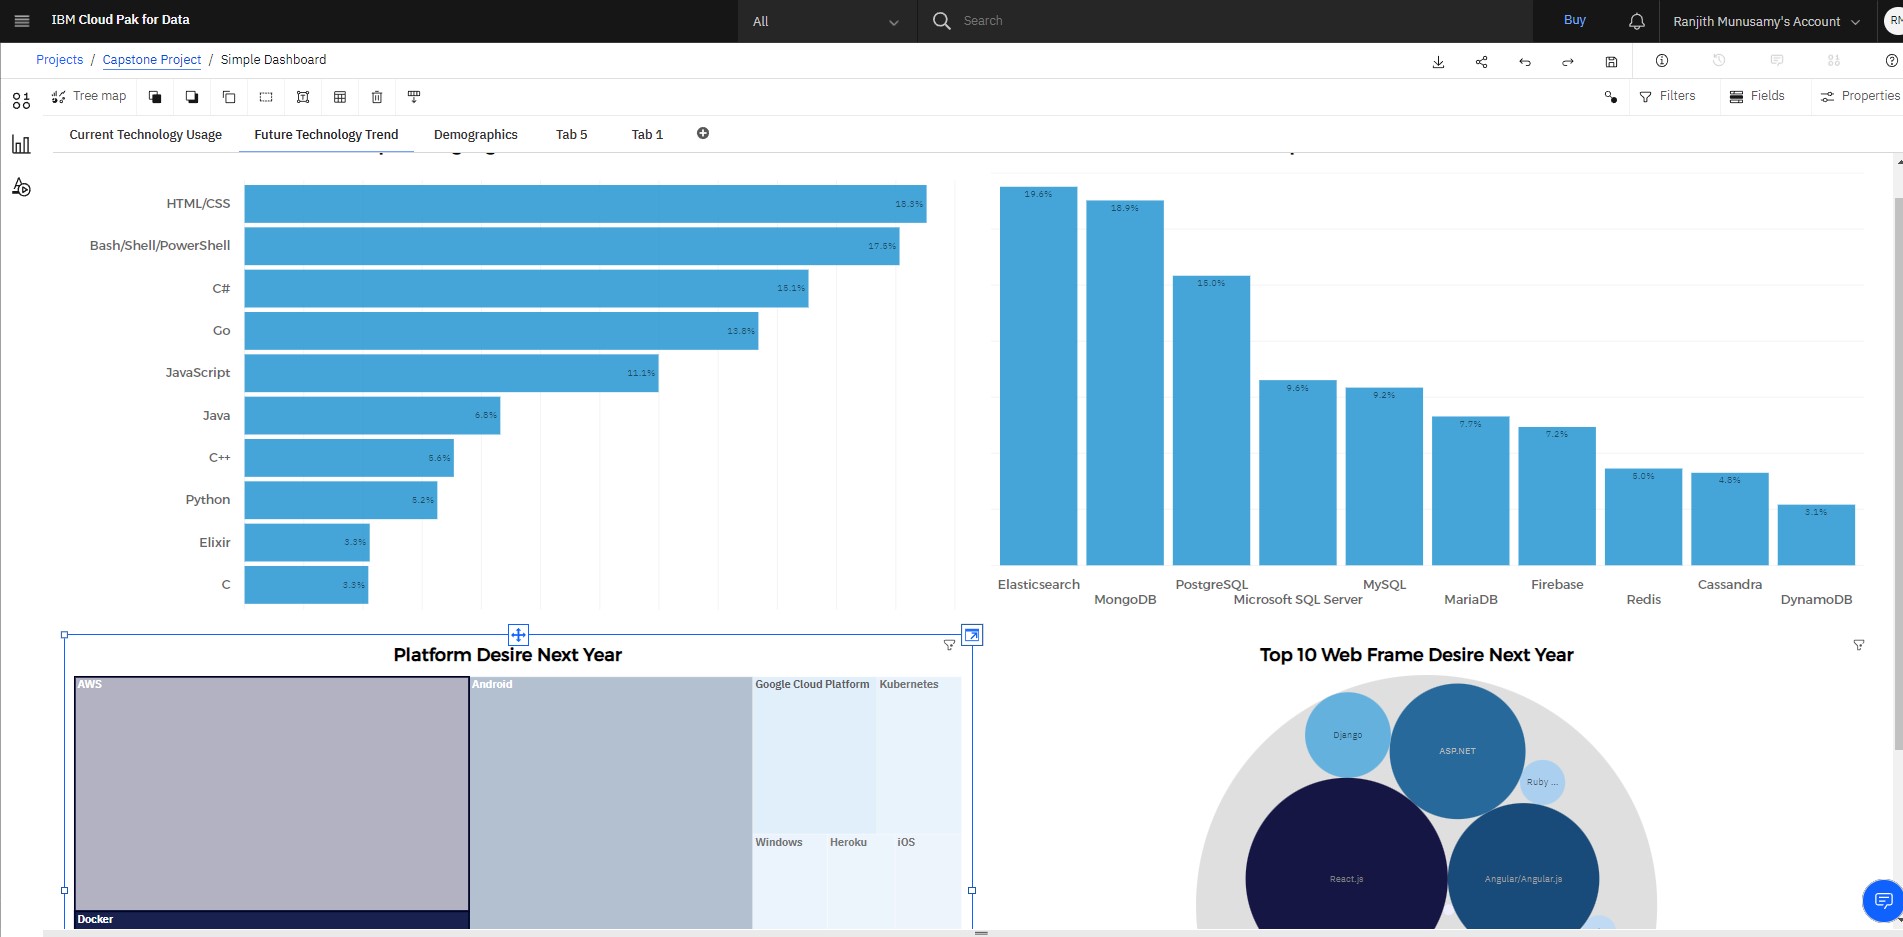 IBM Cloud Pak for Data
All
Search
Buy
Ranjith Munusamy's Account
RM
Projects / Capstone Project / Simple Dashboard
Tree map
Filters
Fields
Properties
Current Technology Usage
Future Technology Trend
Demographics
Tab 5
Tab 1
HTML/CSS
18.3%
Bash/Shell/PowerShell
17.5%
C#
15.1%
Go
13.8%
JavaScript
11.1%
Java
6.8%
C++
5.6%
Python
5.2%
Elixir
3.3%
C
3.3%
19.6%
18.9%
15.0%
9.6%
9.2%
7.7%
7.2%
5.0%
4.8%
3.1%
Elasticsearch
MongoDB
PostgreSQL
Microsoft SQL Server
MySQL
MariaDB
Firebase
Redis
Cassandra
DynamoDB
Platform Desire Next Year
AWS
Android
Google Cloud Platform
Kubernetes
Windows
Heroku
iOS
Docker
Top 10 Web Frame Desire Next Year
Django
ASP.NET
Ruby ...
React.js
Angular/Angular.js